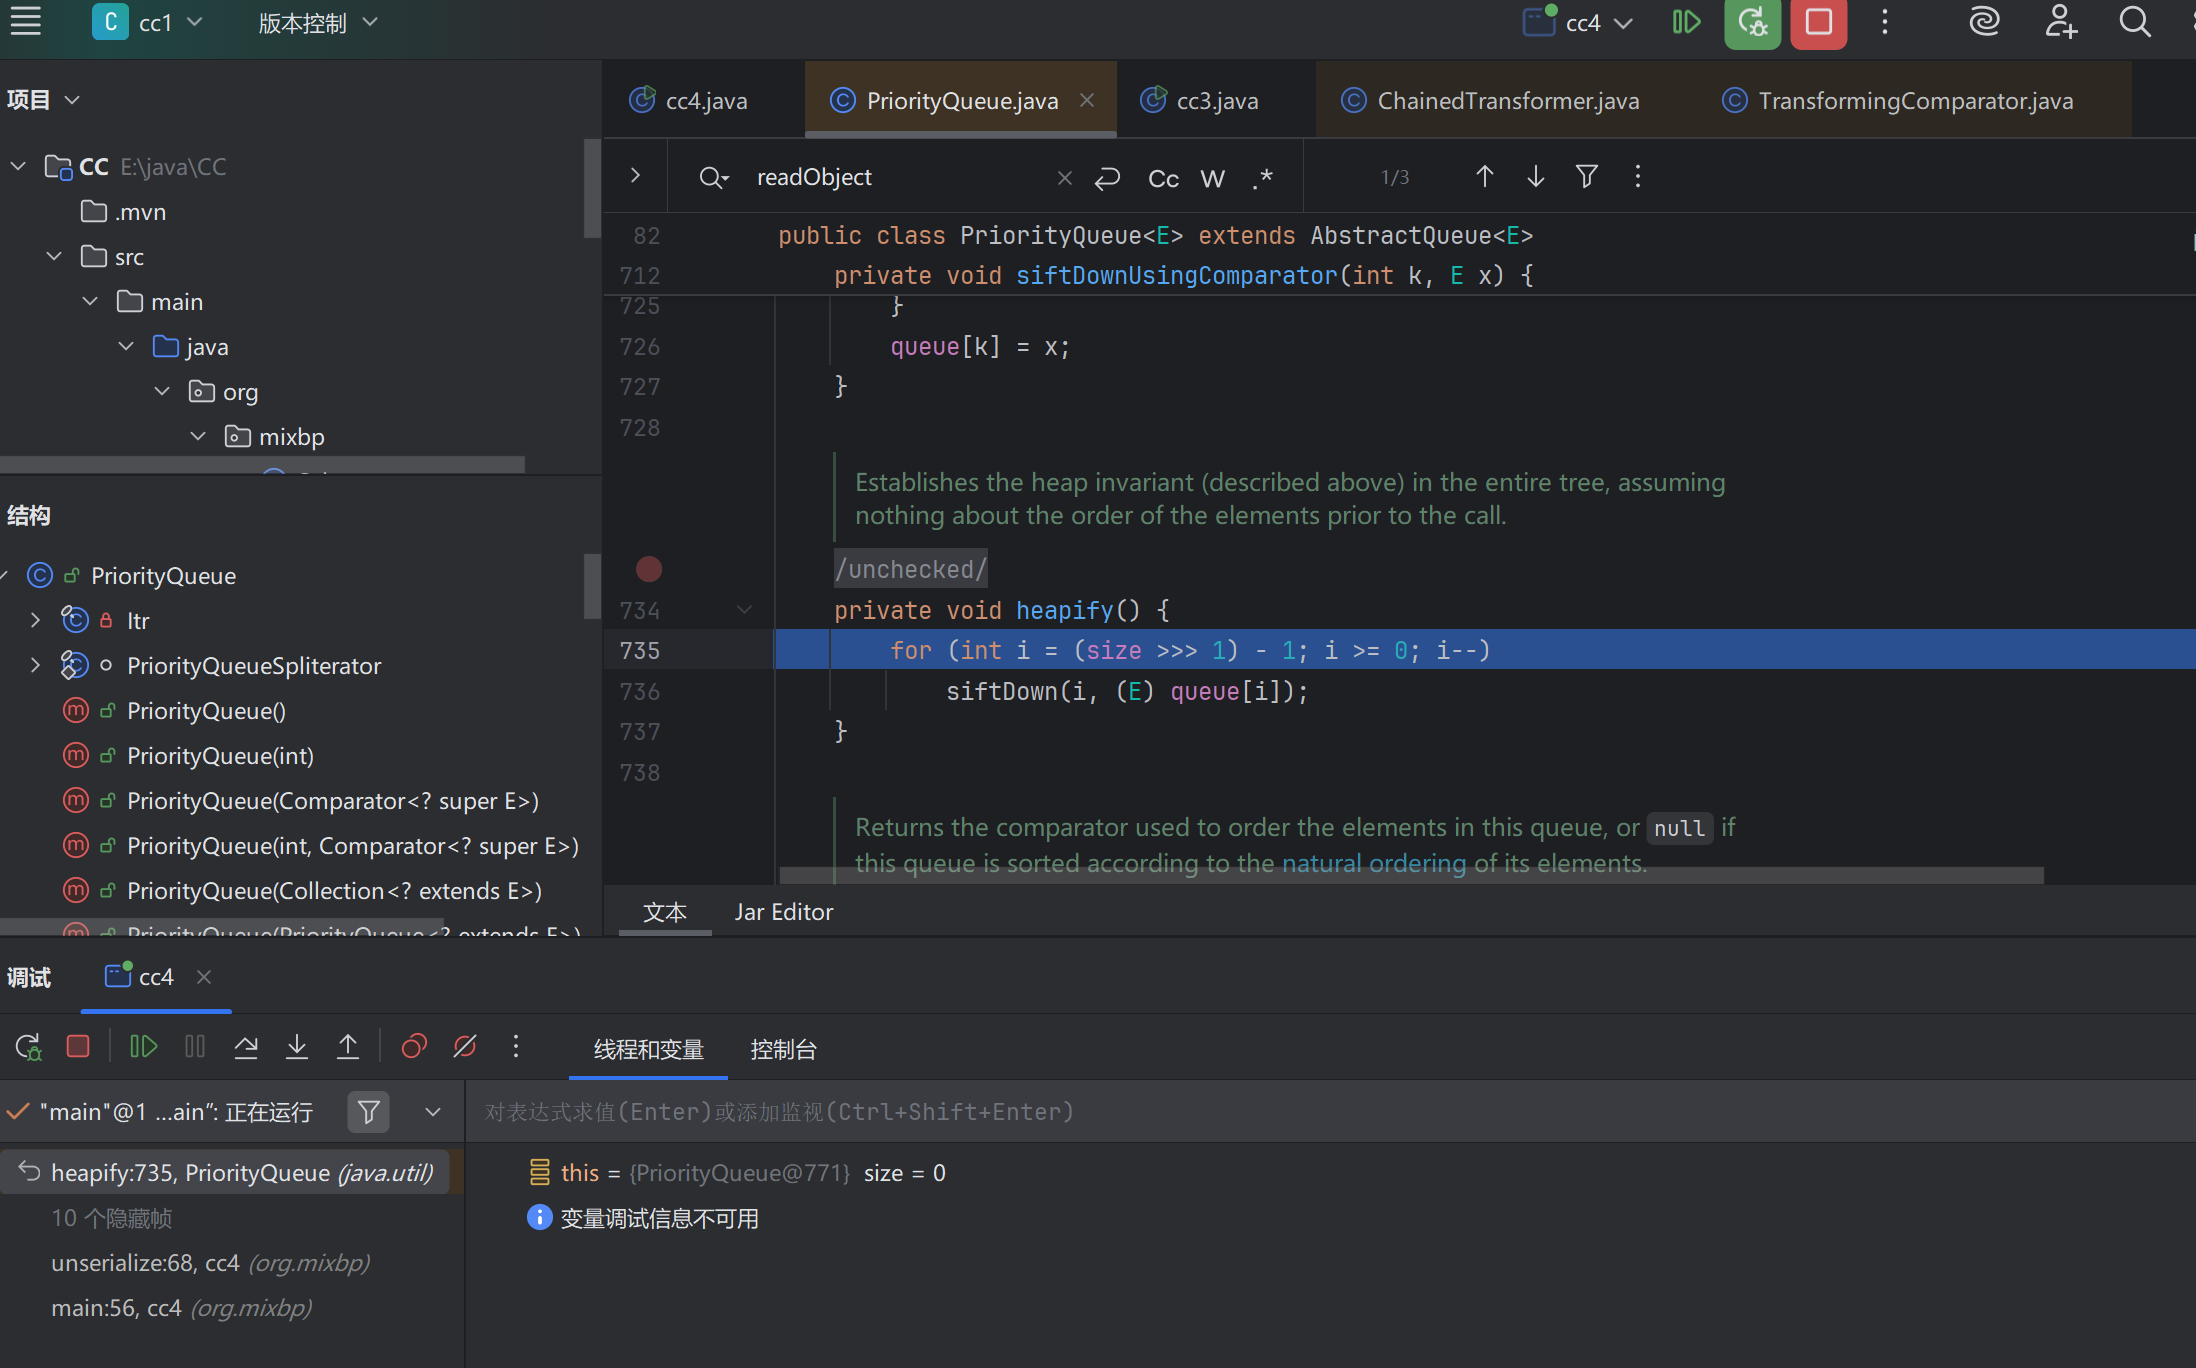 cc1
版本控制
cc4
项目
cc4.java
PriorityQueue.java
cc3.java
ChainedTransformer.java
TransformingComparator.java
readObject
Cc
W
.*
1/3
CC E:\java\CC
.mvn
src
main
java
org
mixbp
82 public class PriorityQueue<E> extends AbstractQueue<E>
712 private void siftDownUsingComparator(int k, E x) {
725 }
726 queue[k] = x;
727 }
728
Establishes the heap invariant (described above) in the entire tree, assuming
nothing about the order of the elements prior to the call.
/unchecked/
734 private void heapify() {
735 for (int i = (size >>> 1) - 1; i >= 0; i--)
736 siftDown(i, (E) queue[i]);
737 }
738
Returns the comparator used to order the elements in this queue, or null if
this queue is sorted according to the natural ordering of its elements.
文本
Jar Editor
结构
PriorityQueue
Itr
PriorityQueueSpliterator
PriorityQueue()
PriorityQueue(int)
PriorityQueue(Comparator<? super E>)
PriorityQueue(int, Comparator<? super E>)
PriorityQueue(Collection<? extends E>)
PriorityQueue(PriorityQueue<? extends E>)
调试
cc4
线程和变量
控制台
"main"@1 ...ain": 正在运行
对表达式求值(Enter)或添加监视(Ctrl+Shift+Enter)
heapify:735, PriorityQueue (java.util)
10 个隐藏帧
unserialize:68, cc4 (org.mixbp)
main:56, cc4 (org.mixbp)
this = {PriorityQueue@771} size = 0
变量调试信息不可用